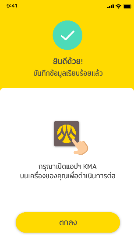 9:41
ยินดีด้วย!
บันทึกข้อมูลเรียบร้อยแล้ว
กรุณาเปิดแอปฯ KMA
บนเครื่องของคุณเพื่อดำเนินการต่อ
ตกลง